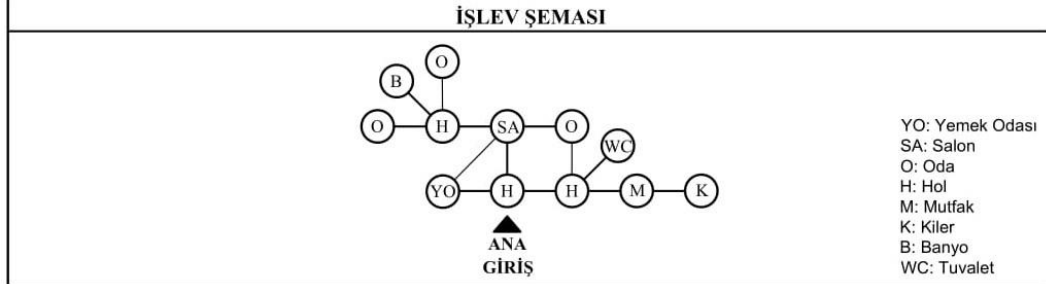 İŞLEV ŞEMASI
O
B
O H SA O
WC
YO H H M K
ANA
GİRİŞ
YO: Yemek Odası
SA: Salon
O: Oda
H: Hol
M: Mutfak
K: Kiler
B: Banyo
WC: Tuvalet